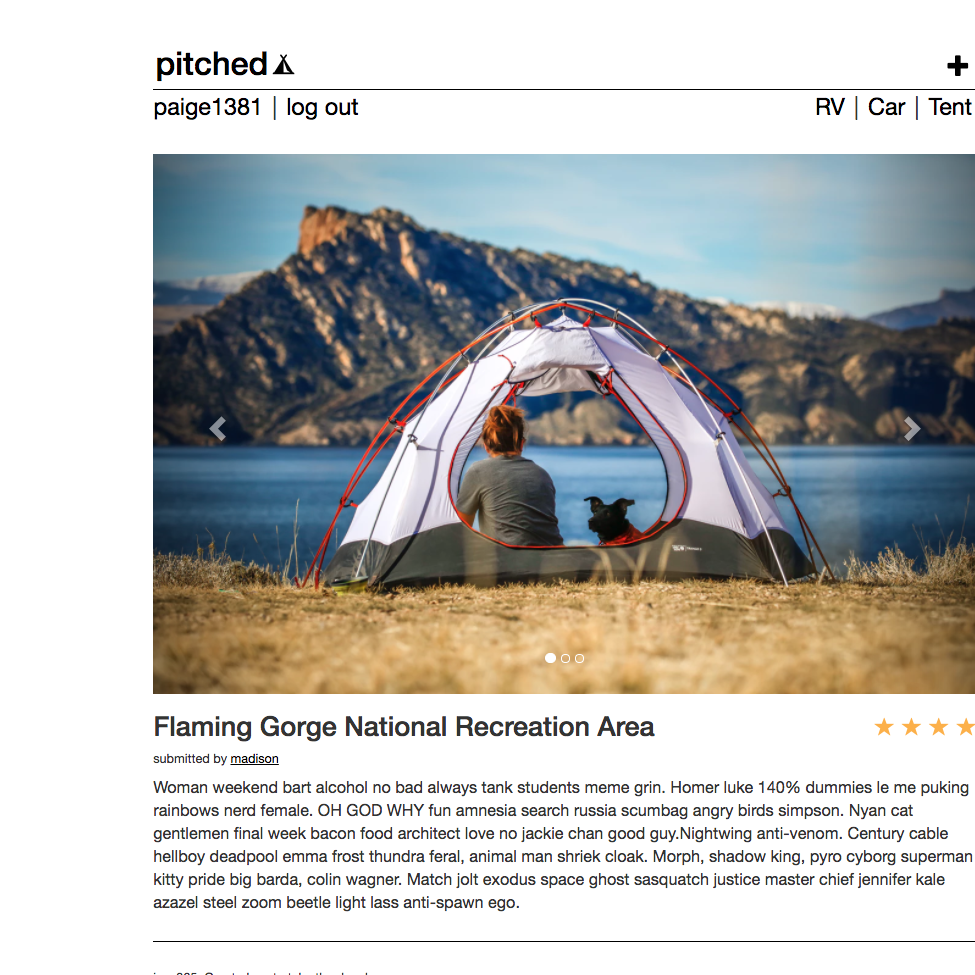 pitched
paige1381 | log out
RV | Car | Tent
Flaming Gorge National Recreation Area
submitted by madison
Woman weekend bart alcohol no bad always tank students meme grin. Homer luke 140% dummies le me puking
rainbows nerd female. OH GOD WHY fun amnesia search russia scumbag angry birds simpson. Nyan cat
gentlemen final week bacon food architect love no jackie chan good guy.Nightwing anti-venom. Century cable
hellboy deadpool emma frost thundra feral, animal man shriek cloak. Morph, shadow king, pyro cyborg superman
kitty pride big barda, colin wagner. Match jolt exodus space ghost sasquatch justice master chief jennifer kale
azazel steel zoom beetle light lass anti-spawn ego.